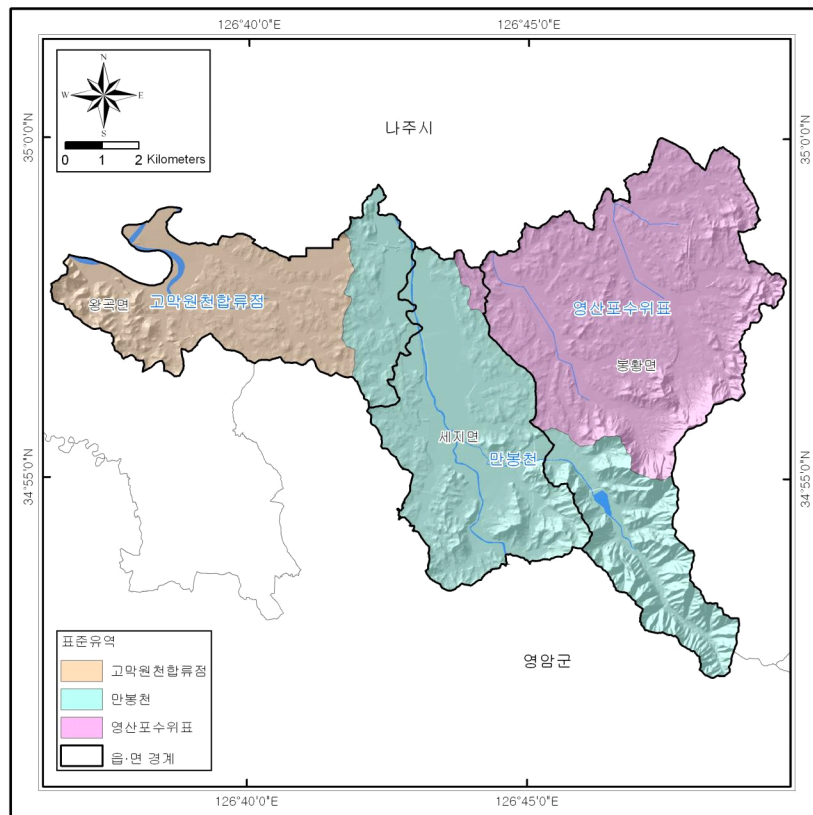 126°40'0"E
126°45'0"E
N
W
E
S
0 1 2 Kilometers
나주시
35°0'0"N
35°0'0"N
왕곡면
고막원천합류점
영산포수위표
봉황면
세지면
만봉천
34°55'0"N
34°55'0"N
영암군
표준유역
고막원천합류점
만봉천
영산포수위표
읍·면 경계
126°40'0"E
126°45'0"E